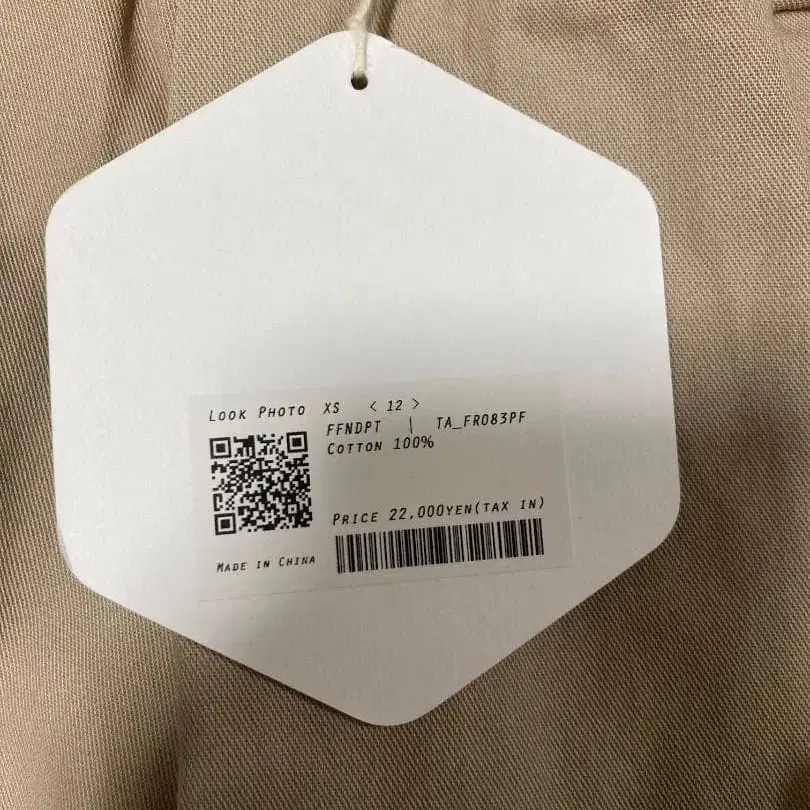 LOOK PHOTO XS < 12 >
FFNDPT | TA_FR083PF
COTTON 100%
PRICE 22,000YEN(TAX IN)
MADE IN CHINA